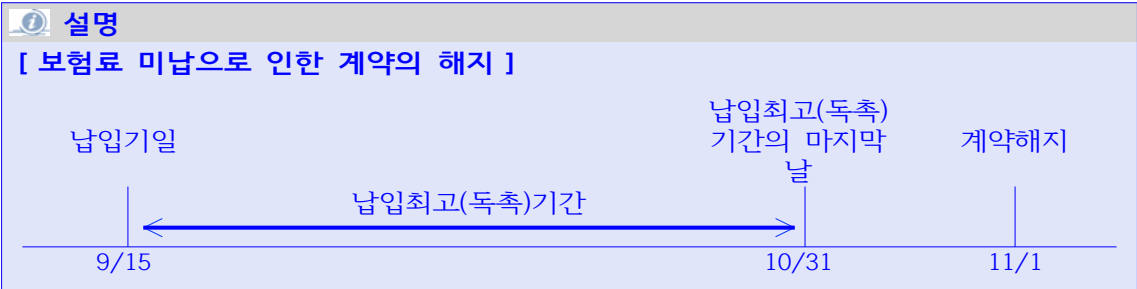 설명
[ 보험료 미납으로 인한 계약의 해지 ]
납입기일
납입최고(독촉)
기간의 마지막
날
계약해지
납입최고(독촉)기간
9/15
10/31
11/1